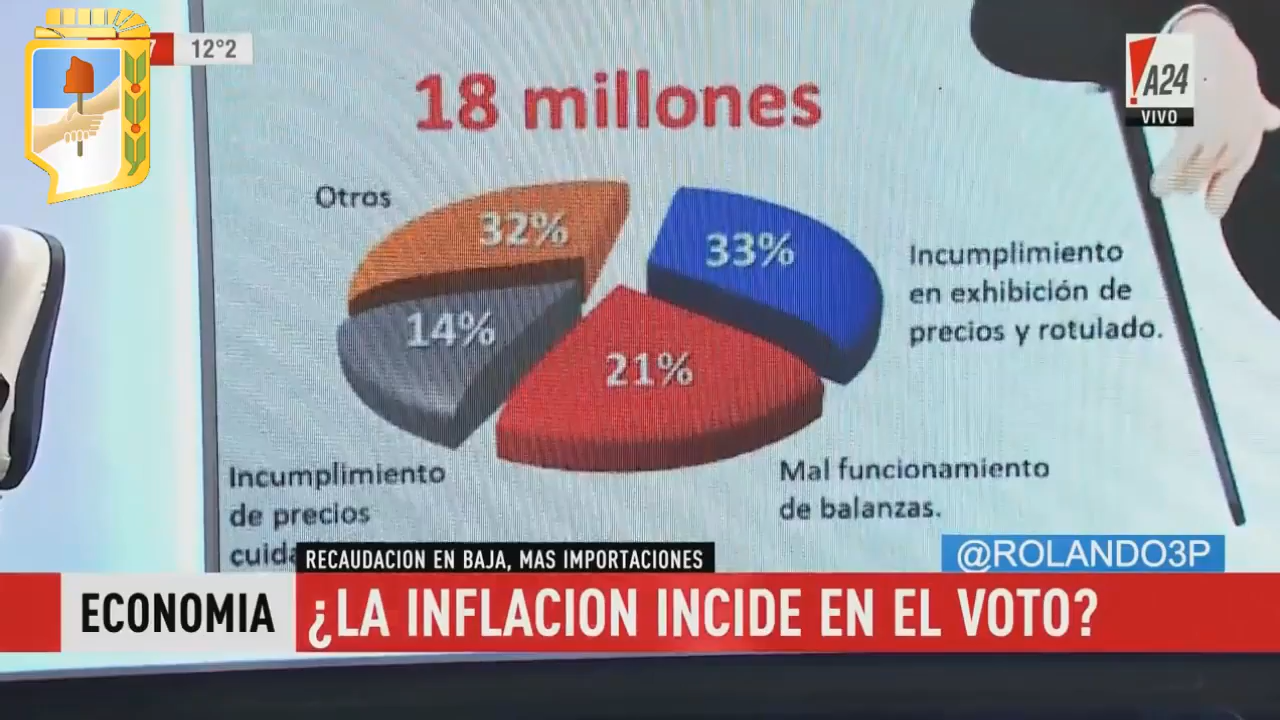 12°2
18 millones
A24
VIVO
Otros
32%
33%
14%
21%
Incumplimiento
en exhibición de
precios y rotulado.
Incumplimiento
de precios
Mal funcionamiento
de balanzas.
RECAUDACION EN BAJA, MAS IMPORTACIONES
@ROLANDO3P
ECONOMIA
¿LA INFLACION INCIDE EN EL VOTO?